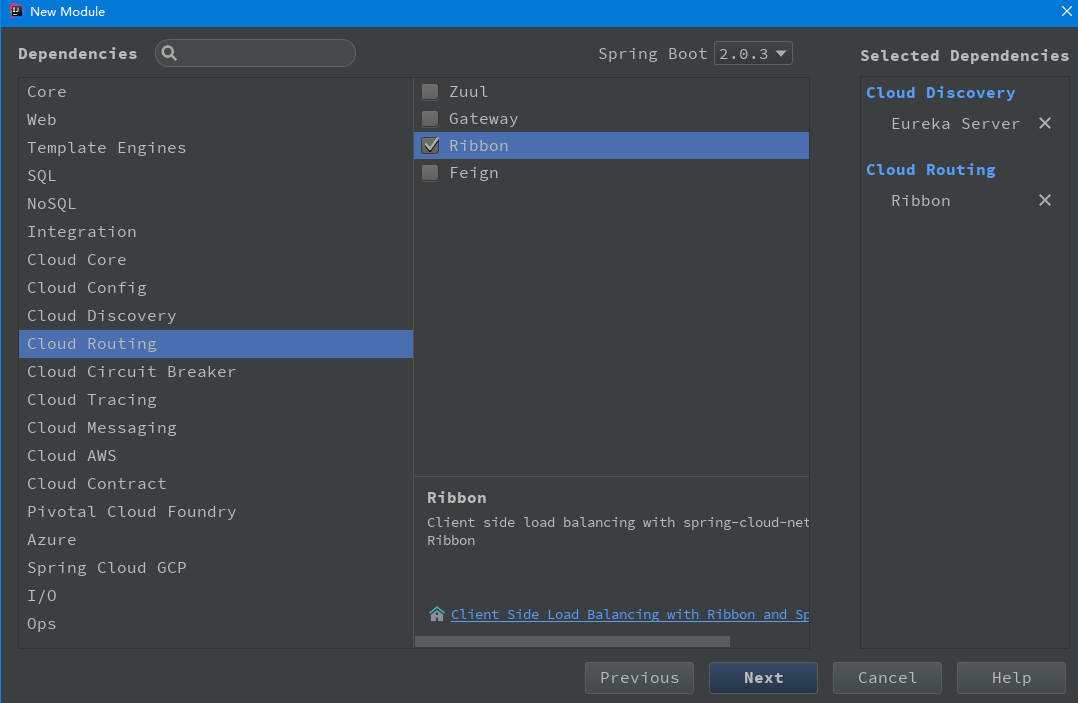 New Module
Dependencies
Spring Boot 2.0.3
Selected Dependencies
Core
Web
Template Engines
SQL
NoSQL
Integration
Cloud Core
Cloud Config
Cloud Discovery
Cloud Routing
Cloud Circuit Breaker
Cloud Tracing
Cloud Messaging
Cloud AWS
Cloud Contract
Pivotal Cloud Foundry
Azure
Spring Cloud GCP
I/O
Ops
Zuul
Gateway
Ribbon
Feign
Ribbon
Client side load balancing with spring-cloud-net
Ribbon
Client Side Load Balancing with Ribbon and Sp
Cloud Discovery
Eureka Server
Cloud Routing
Ribbon
Previous
Next
Cancel
Help